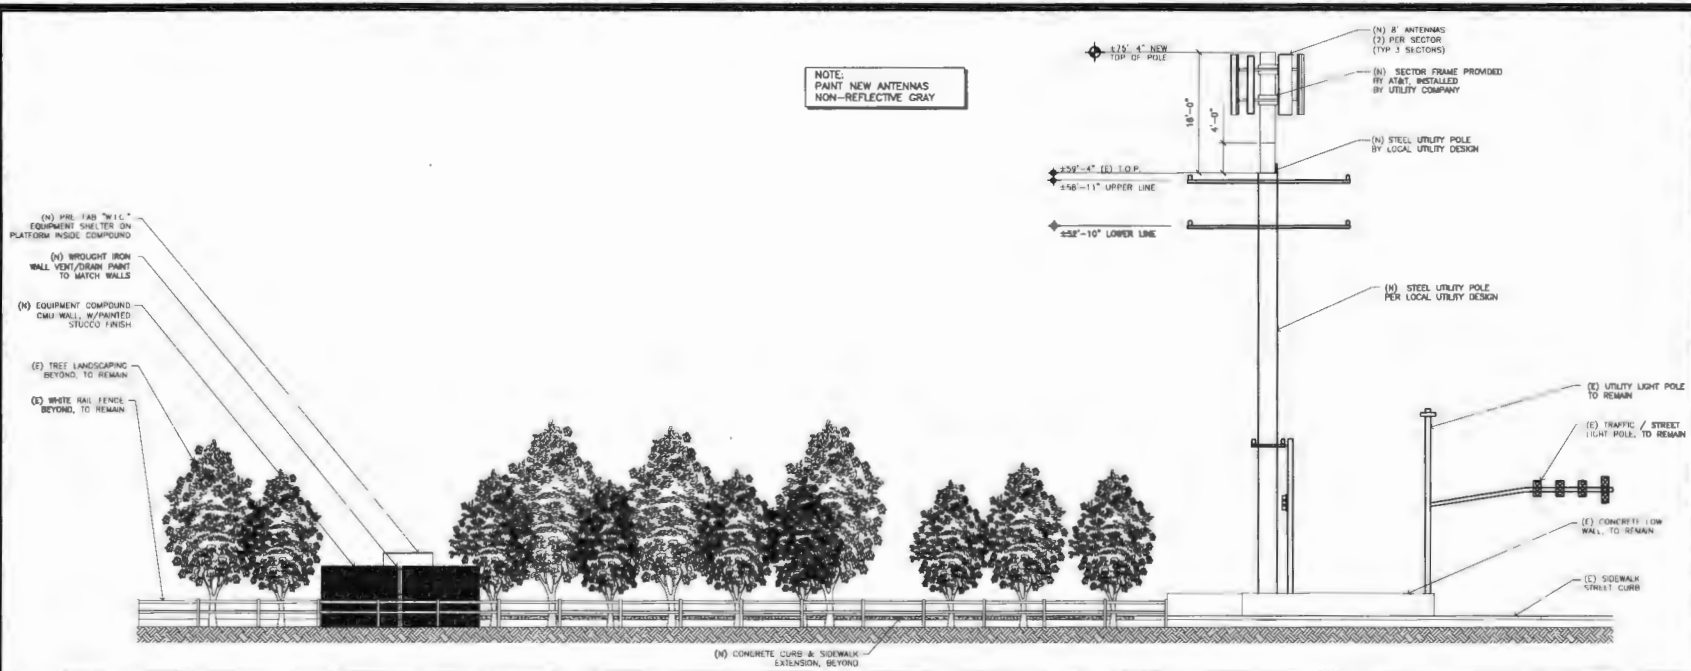 NOTE:
PAINT NEW ANTENNAS
NON-REFLECTIVE GRAY
±75' 4" NEW
TOP OF POLE
(N) 8' ANTENNAS
(2) PER SECTOR
(TYP 3 SECTORS)
(N) SECTOR FRAME PROVIDED
BY AT&T, INSTALLED
BY UTILITY COMPANY
16'-0"
4'-0"
(N) STEEL UTILITY POLE
BY LOCAL UTILITY DESIGN
±59'-4" (E) T.O.P.
±58'-11" UPPER LINE
±52'-10" LOWER LINE
(N) PRE FAB "W.I.C."
EQUIPMENT SHELTER ON
PLATFORM INSIDE COMPOUND
(N) WROUGHT IRON
WALL VENT/DRAIN PAINT
TO MATCH WALLS
(N) EQUIPMENT COMPOUND
CMU WALL, W/PAINTED
STUCCO FINISH
(E) TREE LANDSCAPING
BEYOND, TO REMAIN
(E) WHITE RAIL FENCE
BEYOND, TO REMAIN
(N) STEEL UTILITY POLE
PER LOCAL UTILITY DESIGN
(E) UTILITY LIGHT POLE
TO REMAIN
(E) TRAFFIC / STREET
LIGHT POLE, TO REMAIN
(E) CONCRETE LOW
WALL, TO REMAIN
(E) SIDEWALK
STREET CURB
(N) CONCRETE CURB & SIDEWALK
EXTENSION, BEYOND